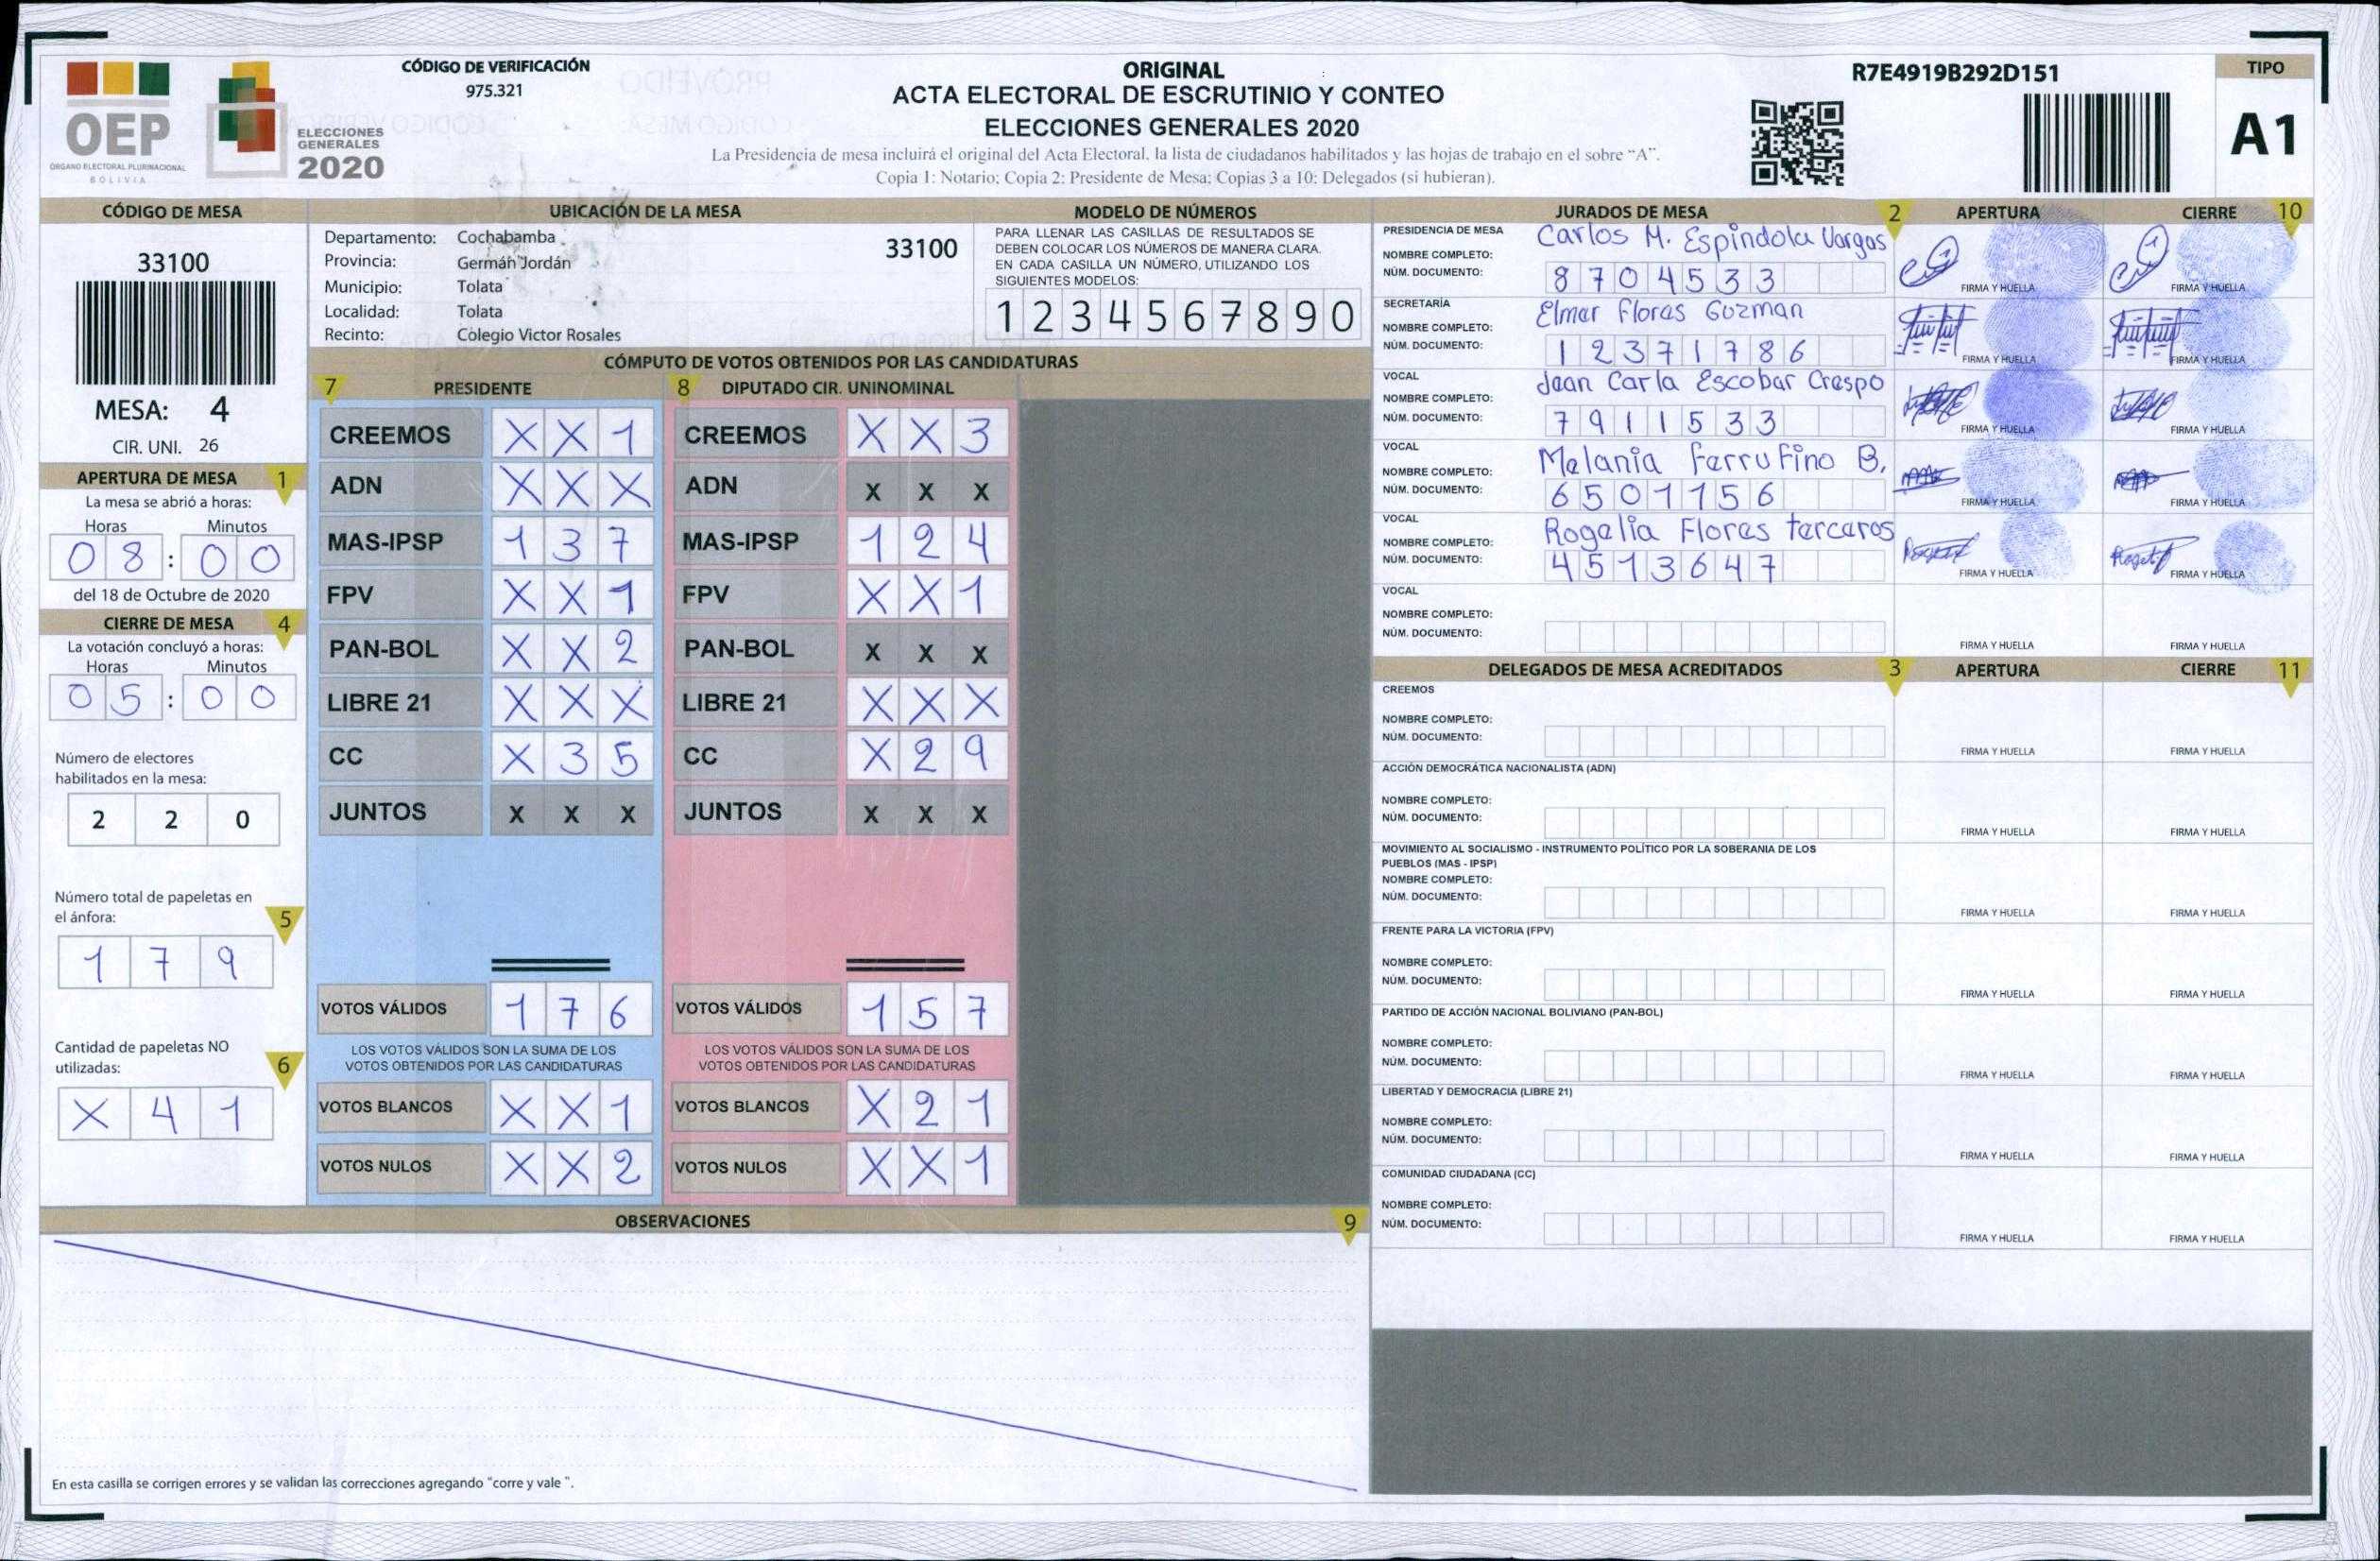 CÓDIGO DE VERIFICACIÓN
975.321
OEP
ÓRGANO ELECTORAL PLURINACIONAL
BOLIVIA
ELECCIONES
GENERALES
2020
ORIGINAL
ACTA ELECTORAL DE ESCRUTINIO Y CONTEO
ELECCIONES GENERALES 2020
La Presidencia de mesa incluirá el original del Acta Electoral, la lista de ciudadanos habilitados y las hojas de trabajo en el sobre “A”.
Copia 1: Notario; Copia 2: Presidente de Mesa; Copias 3 a 10: Delegados (si hubieran).
R7E4919B292D151
TIPO
A1
CÓDIGO DE MESA
33100
MESA: 4
CIR. UNI. 26
APERTURA DE MESA 1
La mesa se abrió a horas:
Horas Minutos
08:00
del 18 de Octubre de 2020
CIERRE DE MESA 4
La votación concluyó a horas:
Horas Minutos
05:00
Número de electores
habilitados en la mesa:
2 2 0
Número total de papeletas en
el ánfora: 5
1 7 9
Cantidad de papeletas NO
utilizadas: 6
X 4 1
UBICACIÓN DE LA MESA
Departamento: Cochabamba 33100
Provincia: Germán Jordán
Municipio: Tolata
Localidad: Tolata
Recinto: Colegio Victor Rosales
MODELO DE NÚMEROS
PARA LLENAR LAS CASILLAS DE RESULTADOS SE
DEBEN COLOCAR LOS NÚMEROS DE MANERA CLARA.
EN CADA CASILLA UN NÚMERO, UTILIZANDO LOS
SIGUIENTES MODELOS:
1 2 3 4 5 6 7 8 9 0
CÓMPUTO DE VOTOS OBTENIDOS POR LAS CANDIDATURAS
7 PRESIDENTE 8 DIPUTADO CIR. UNINOMINAL
CREEMOS X X 1 CREEMOS X X 3
ADN X X X ADN X X X
MAS-IPSP 1 3 7 MAS-IPSP 1 2 4
FPV X X 1 FPV X X 1
PAN-BOL X X 2 PAN-BOL X X X
LIBRE 21 X X X LIBRE 21 X X X
CC X 3 5 CC X 2 9
JUNTOS X X X JUNTOS X X X
VOTOS VÁLIDOS 1 7 6 VOTOS VÁLIDOS 1 5 7
LOS VOTOS VÁLIDOS SON LA SUMA DE LOS LOS VOTOS VÁLIDOS SON LA SUMA DE LOS
VOTOS OBTENIDOS POR LAS CANDIDATURAS VOTOS OBTENIDOS POR LAS CANDIDATURAS
VOTOS BLANCOS X X 1 VOTOS BLANCOS X 2 1
VOTOS NULOS X X 2 VOTOS NULOS X X 1
OBSERVACIONES 9
En esta casilla se corrigen errores y se validan las correcciones agregando "corre y vale ".
JURADOS DE MESA 2 APERTURA CIERRE 10
PRESIDENCIA DE MESA
NOMBRE COMPLETO: Carlos M. Espindola Vargas
NÚM. DOCUMENTO: 8704533
FIRMA Y HUELLA FIRMA Y HUELLA
SECRETARÍA
NOMBRE COMPLETO: Elmer Flores Guzman
NÚM. DOCUMENTO: 12371786
FIRMA Y HUELLA FIRMA Y HUELLA
VOCAL
NOMBRE COMPLETO: Jean Carla Escobar Crespo
NÚM. DOCUMENTO: 7911533
FIRMA Y HUELLA FIRMA Y HUELLA
VOCAL
NOMBRE COMPLETO: Melania Ferrufino B.
NÚM. DOCUMENTO: 6501156
FIRMA Y HUELLA FIRMA Y HUELLA
VOCAL
NOMBRE COMPLETO: Rogelia Flores terceros
NÚM. DOCUMENTO: 4513647
FIRMA Y HUELLA FIRMA Y HUELLA
VOCAL
NOMBRE COMPLETO:
NÚM. DOCUMENTO:
FIRMA Y HUELLA FIRMA Y HUELLA
DELEGADOS DE MESA ACREDITADOS 3 APERTURA CIERRE 11
CREEMOS
NOMBRE COMPLETO:
NÚM. DOCUMENTO:
FIRMA Y HUELLA FIRMA Y HUELLA
ACCIÓN DEMOCRÁTICA NACIONALISTA (ADN)
NOMBRE COMPLETO:
NÚM. DOCUMENTO:
FIRMA Y HUELLA FIRMA Y HUELLA
MOVIMIENTO AL SOCIALISMO - INSTRUMENTO POLÍTICO POR LA SOBERANIA DE LOS
PUEBLOS (MAS - IPSP)
NOMBRE COMPLETO:
NÚM. DOCUMENTO:
FIRMA Y HUELLA FIRMA Y HUELLA
FRENTE PARA LA VICTORIA (FPV)
NOMBRE COMPLETO:
NÚM. DOCUMENTO:
FIRMA Y HUELLA FIRMA Y HUELLA
PARTIDO DE ACCIÓN NACIONAL BOLIVIANO (PAN-BOL)
NOMBRE COMPLETO:
NÚM. DOCUMENTO:
FIRMA Y HUELLA FIRMA Y HUELLA
LIBERTAD Y DEMOCRACIA (LIBRE 21)
NOMBRE COMPLETO:
NÚM. DOCUMENTO:
FIRMA Y HUELLA FIRMA Y HUELLA
COMUNIDAD CIUDADANA (CC)
NOMBRE COMPLETO:
NÚM. DOCUMENTO:
FIRMA Y HUELLA FIRMA Y HUELLA